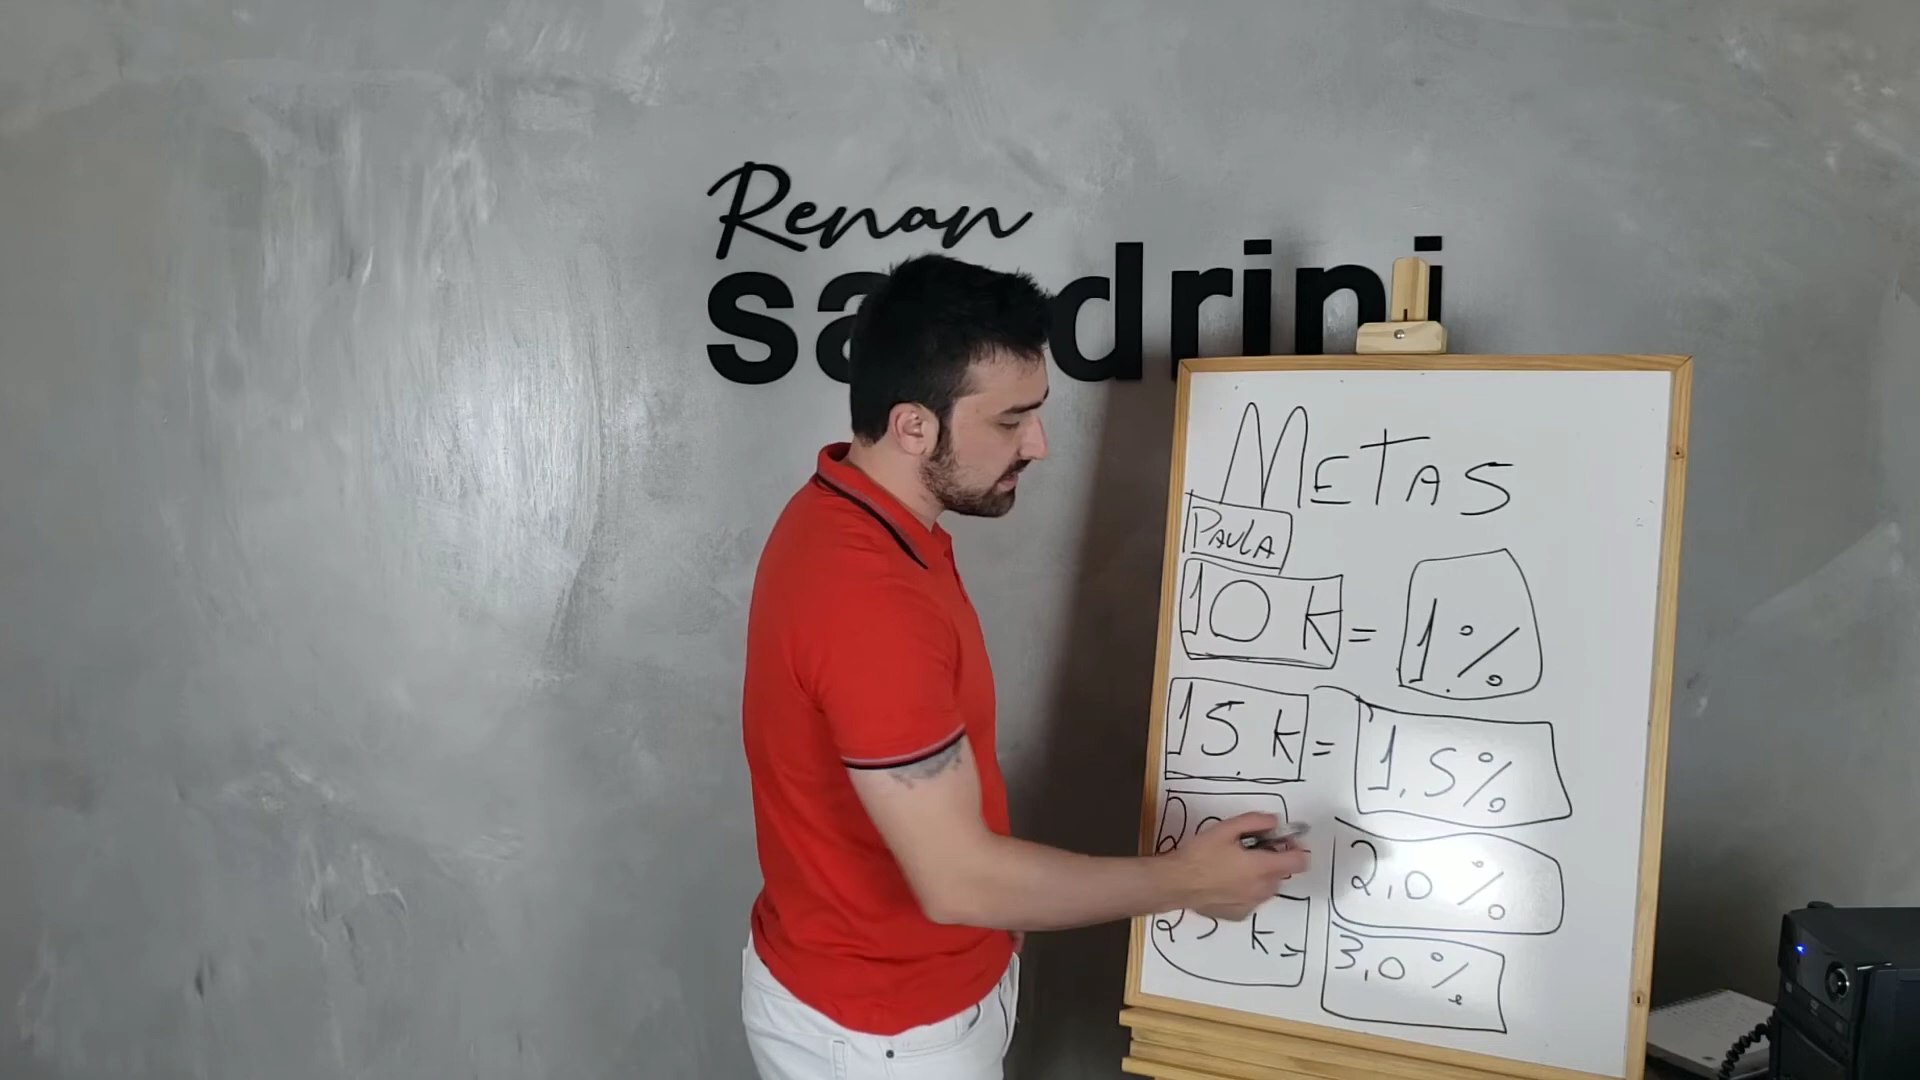 Renan
sandrini
METAS
PAULA
10 K = 1%
15 K = 1,5%
2,0%
25 K = 3,0%